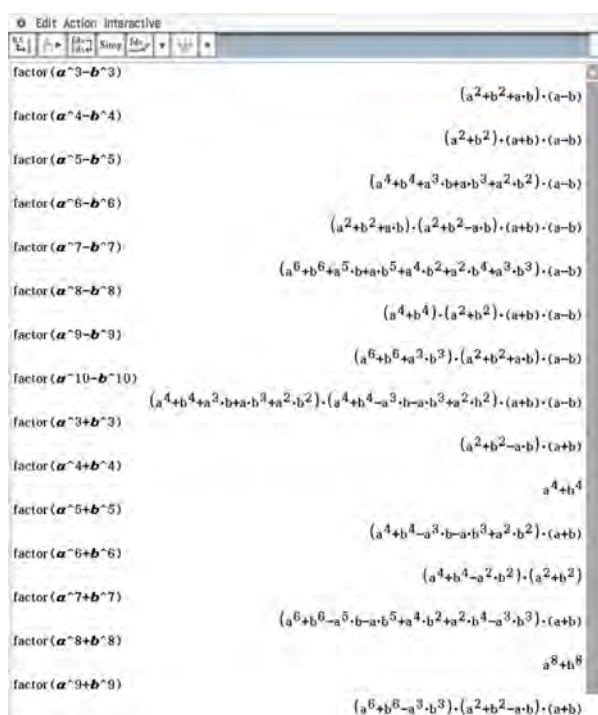 Edit Action Interactive
Simp
factor(a^3-b^3)
(a²+b²+a·b)·(a-b)
factor(a^4-b^4)
(a²+b²)·(a+b)·(a-b)
factor(a^5-b^5)
(a⁴+b⁴+a³·b+a·b³+a²·b²)·(a-b)
factor(a^6-b^6)
(a²+b²+a·b)·(a²+b²-a·b)·(a+b)·(a-b)
factor(a^7-b^7)
(a⁶+b⁶+a⁵·b+a·b⁵+a⁴·b²+a²·b⁴+a³·b³)·(a-b)
factor(a^8-b^8)
(a⁴+b⁴)·(a²+b²)·(a+b)·(a-b)
factor(a^9-b^9)
(a⁶+b⁶+a³·b³)·(a²+b²+a·b)·(a-b)
factor(a^10-b^10)
(a⁴+b⁴+a³·b+a·b³+a²·b²)·(a⁴+b⁴-a³·b-a·b³+a²·b²)·(a+b)·(a-b)
factor(a^3+b^3)
(a²+b²-a·b)·(a+b)
factor(a^4+b^4)
a⁴+b⁴
factor(a^5+b^5)
(a⁴+b⁴-a³·b-a·b³+a²·b²)·(a+b)
factor(a^6+b^6)
(a⁴+b⁴-a²·b²)·(a²+b²)
factor(a^7+b^7)
(a⁶+b⁶-a⁵·b-a·b⁵+a⁴·b²+a²·b⁴-a³·b³)·(a+b)
factor(a^8+b^8)
a⁸+b⁸
factor(a^9+b^9)
(a⁶+b⁶-a³·b³)·(a²+b²-a·b)·(a+b)